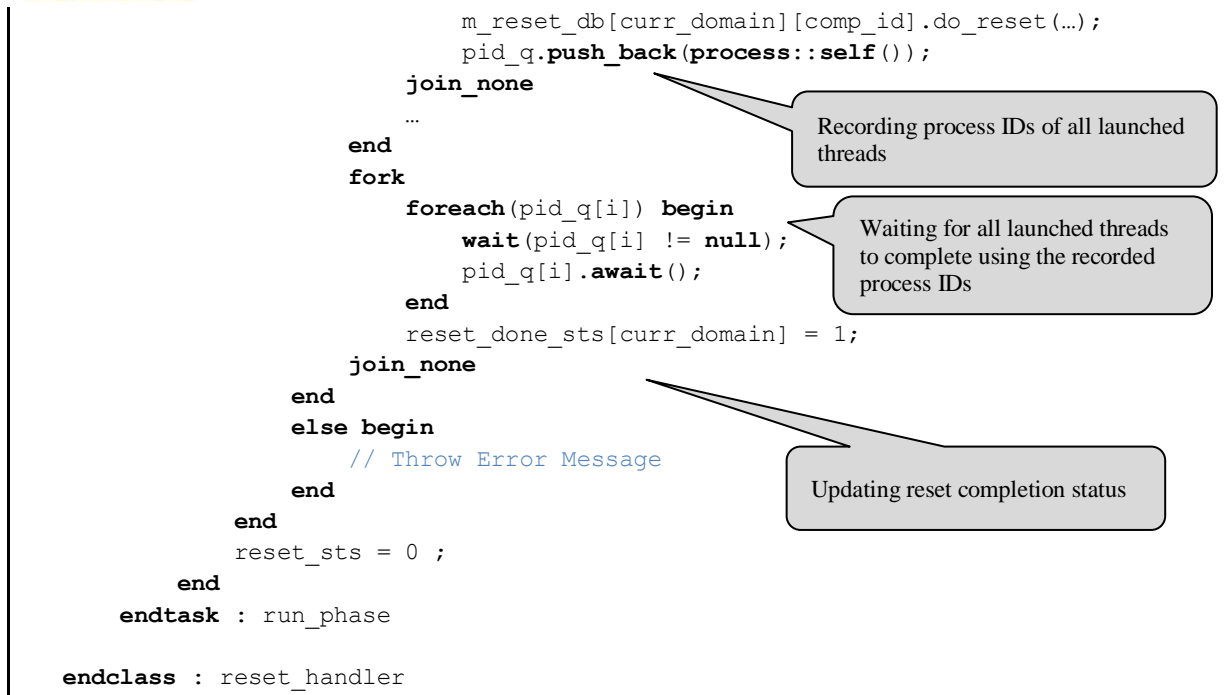 m_reset_db[curr_domain][comp_id].do_reset(…);
pid_q.push_back(process::self());
join_none
…
end
fork
foreach(pid_q[i]) begin
wait(pid_q[i] != null);
pid_q[i].await();
end
reset_done_sts[curr_domain] = 1;
join_none
end
else begin
// Throw Error Message
end
end
reset_sts = 0 ;
end
endtask : run_phase
endclass : reset_handler
Recording process IDs of all launched
threads
Waiting for all launched threads
to complete using the recorded
process IDs
Updating reset completion status